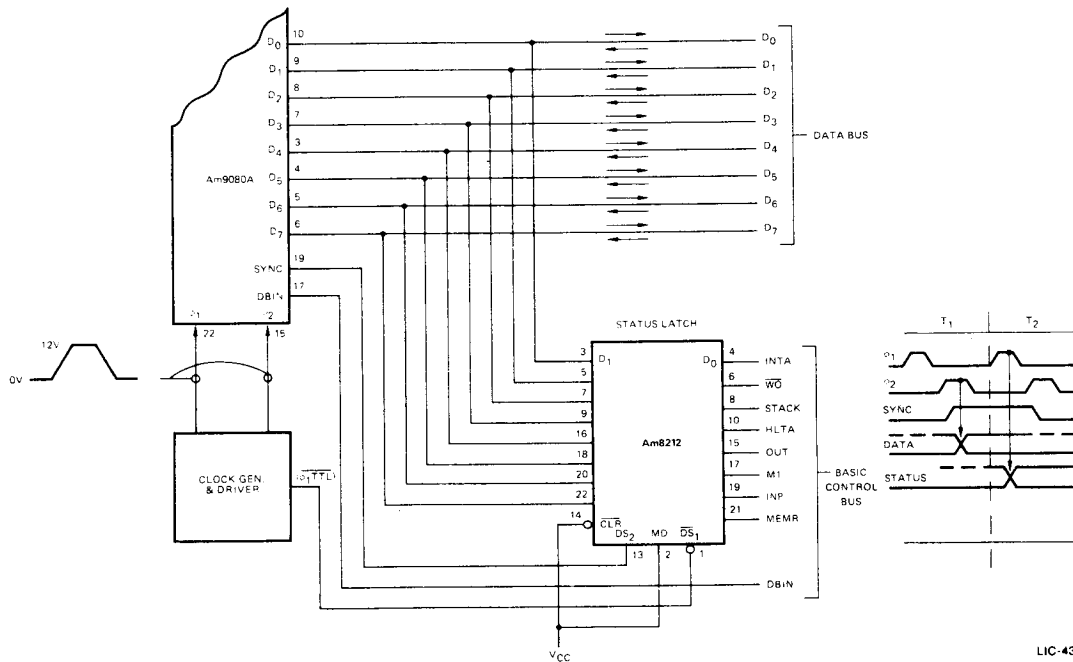 10
D0 D0
9
D1 D1
8
D2 D2
7
D3 D3
3
D4 D4
DATA BUS
Am9080A
4
D5 D5
5
D6 D6
6
D7 D7
19
SYNC
17
DBIN
22
15
12V
0V
CLOCK GEN.
& DRIVER
STATUS LATCH
3 D1 D0 4 INTA
5 6 WO
7 8 STACK
9 10 HLTA
16 Am8212 15 OUT
18 17 M1
20 19 INP
22 21 MEMR
14 CLR
DS2 MD DS1
13 2 1
BASIC
CONTROL
BUS
DBIN
VCC
T1 T2
SYNC
DATA
STATUS
LIC-43